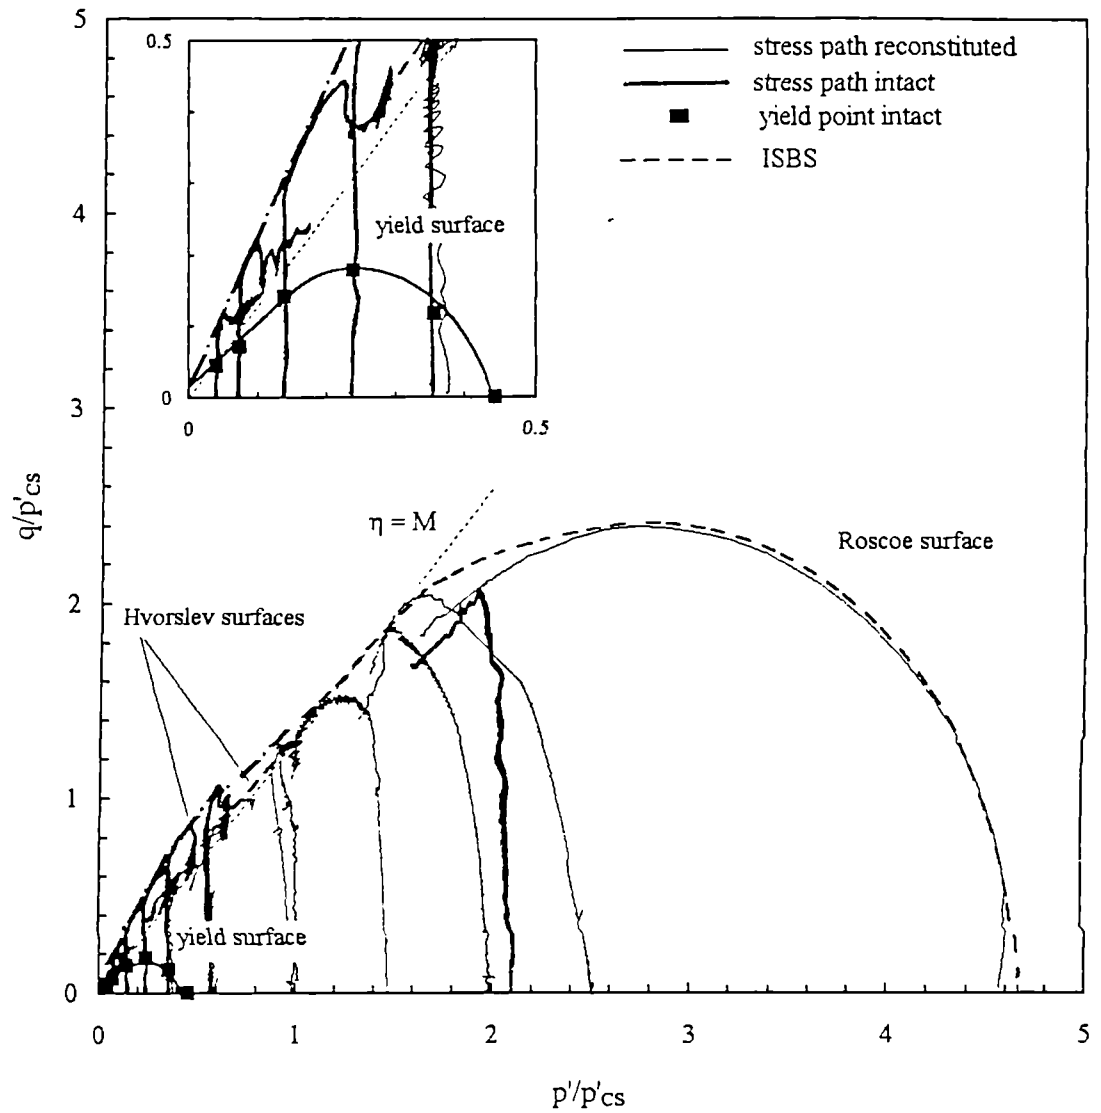 5
0.5
stress path reconstituted
stress path intact
yield point intact
ISBS
4
yield surface
3
0
0
0.5
q/p'cs
η = M
Roscoe surface
2
Hvorslev surfaces
1
yield surface
0
0 1 2 3 4 5
p'/p'cs